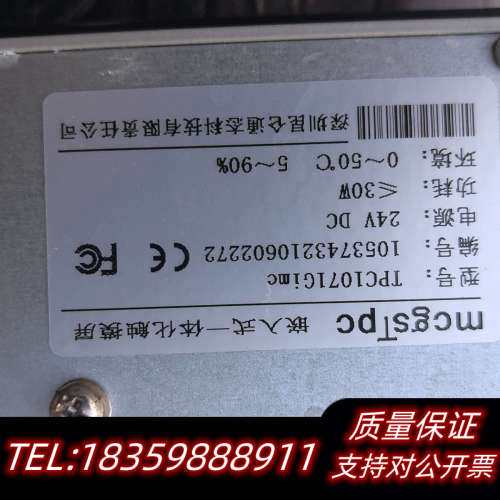 mcgsTpc 嵌入式一体化触摸屏
型号: TPC1071Gimc
编号: 1053743210602272
电源: 24V DC
功耗: ≤30W
环境: 0~50℃ 5~90%
CE FC
深圳昆仑通态科技有限责任公司
质量保证
TEL:18359888911
支持对公开票